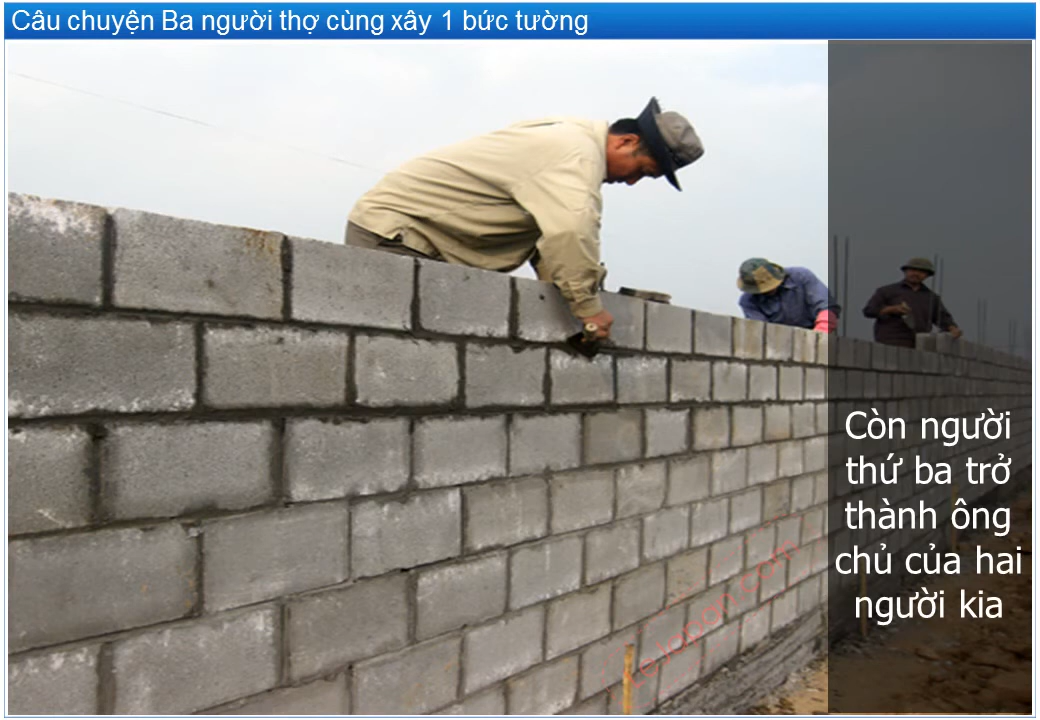 Câu chuyện Ba người thợ cùng xây 1 bức tường
Còn người
thứ ba trở
thành ông
chủ của hai
người kia